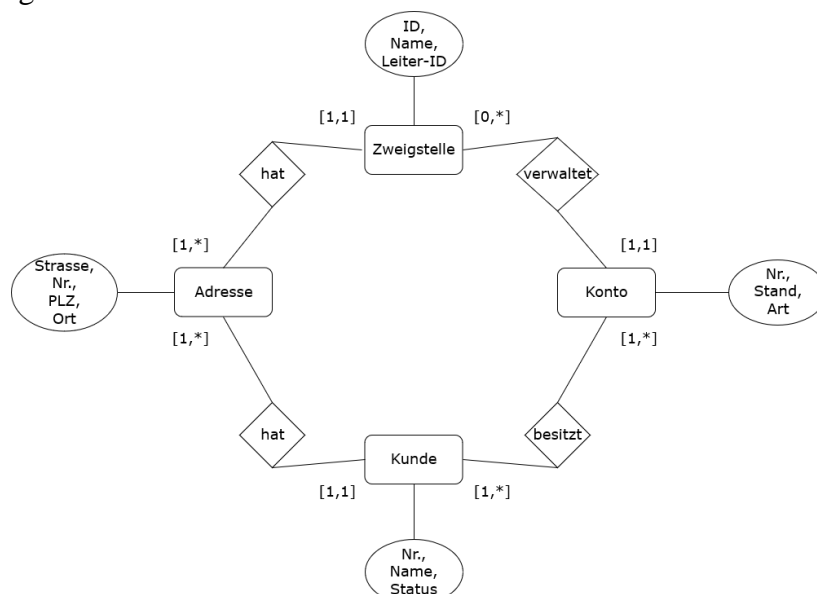 ID,
Name,
Leiter-ID
[1,1]
[0,*]
Zweigstelle
hat
verwaltet
[1,*]
[1,1]
Strasse,
Nr.,
PLZ,
Ort
Adresse
Konto
Nr.,
Stand,
Art
[1,*]
[1,*]
hat
besitzt
Kunde
[1,1]
[1,*]
Nr.,
Name,
Status